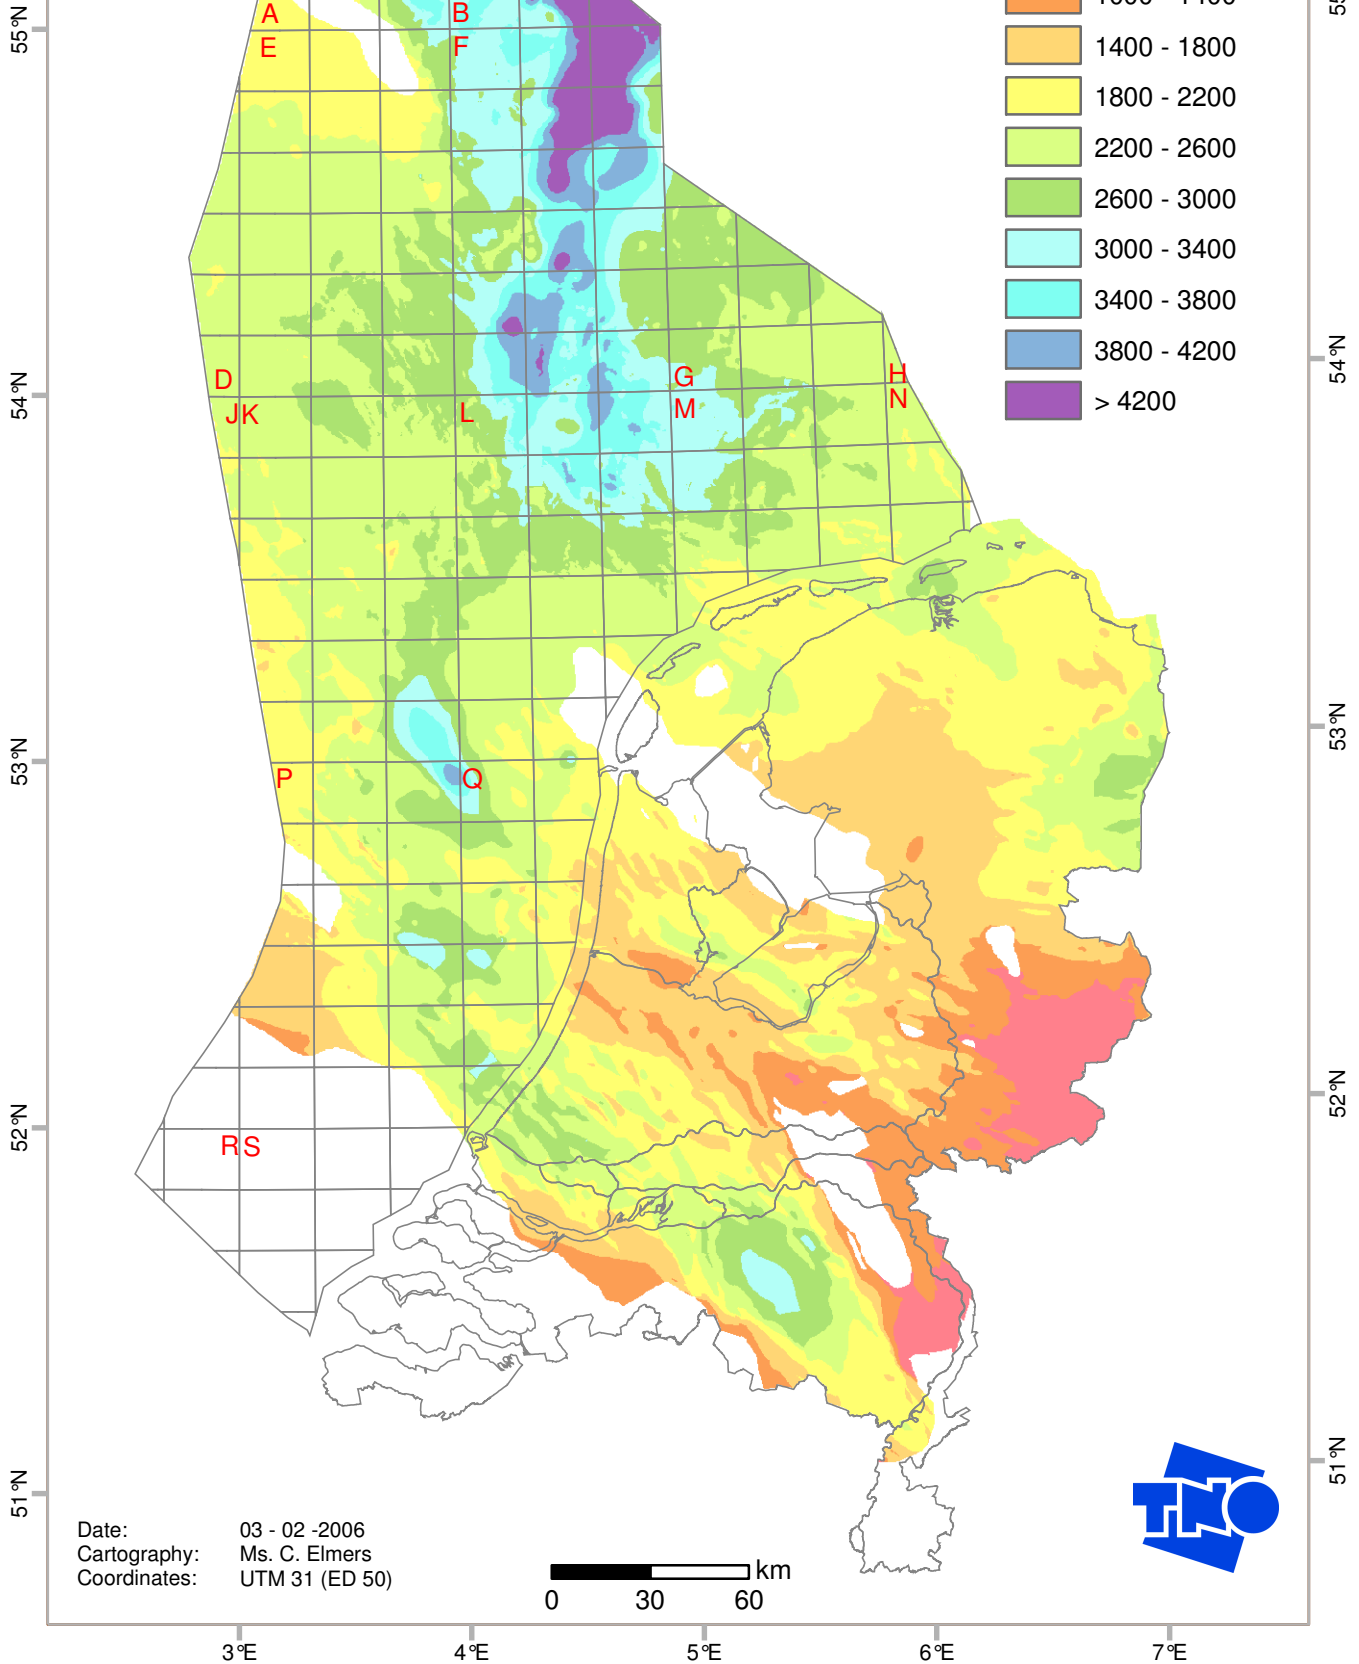 55°N
A
B
E
F
1400 - 1800
1800 - 2200
2200 - 2600
2600 - 3000
3000 - 3400
3400 - 3800
3800 - 4200
> 4200
54°N
54°N
D
G
H
JK
L
M
N
53°N
53°N
P
Q
52°N
52°N
R S
51°N
51°N
TNO
Date: 03 - 02 -2006
Cartography: Ms. C. Elmers
Coordinates: UTM 31 (ED 50)
km
0 30 60
3°E 4°E 5°E 6°E 7°E